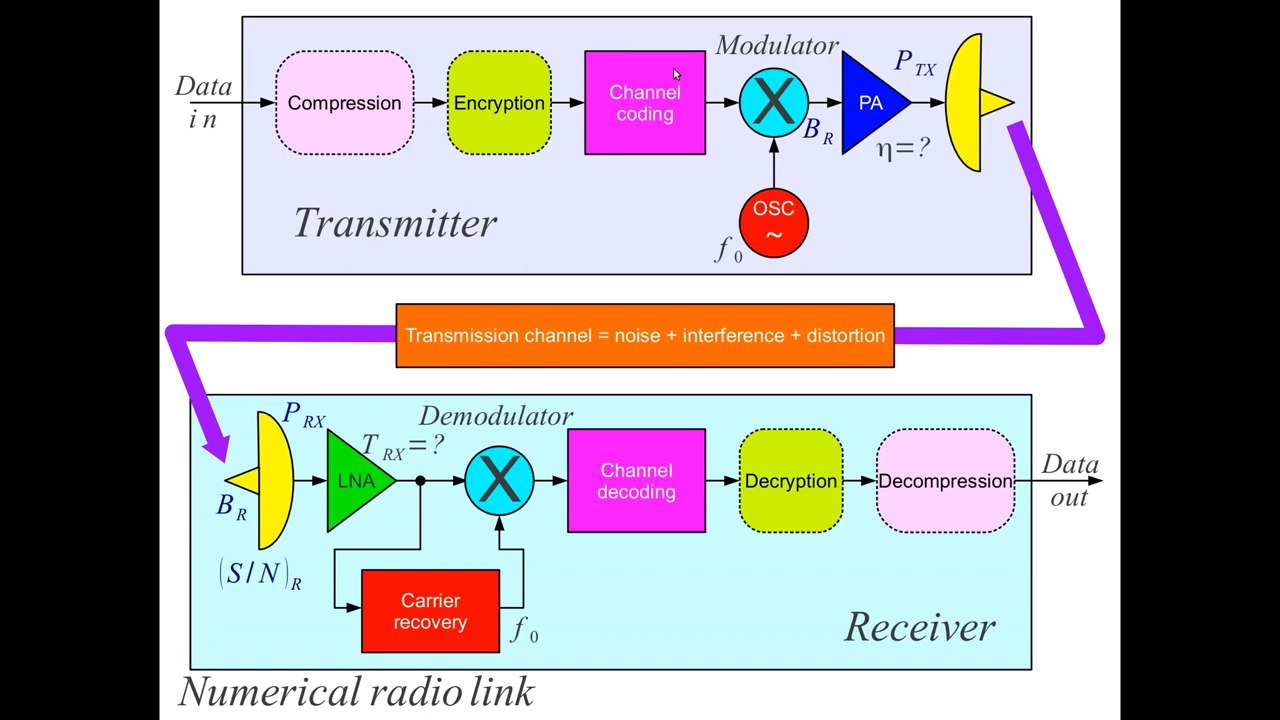 Modulator
P TX
Data
in
Compression
Encryption
Channel
coding
X
B R
PA
η=?
OSC
~
f 0
Transmitter
Transmission channel = noise + interference + distortion
P RX
Demodulator
T RX=?
LNA
X
B R
Channel
decoding
Decryption
Decompression
Data
out
(S/N) R
Carrier
recovery
f 0
Receiver
Numerical radio link